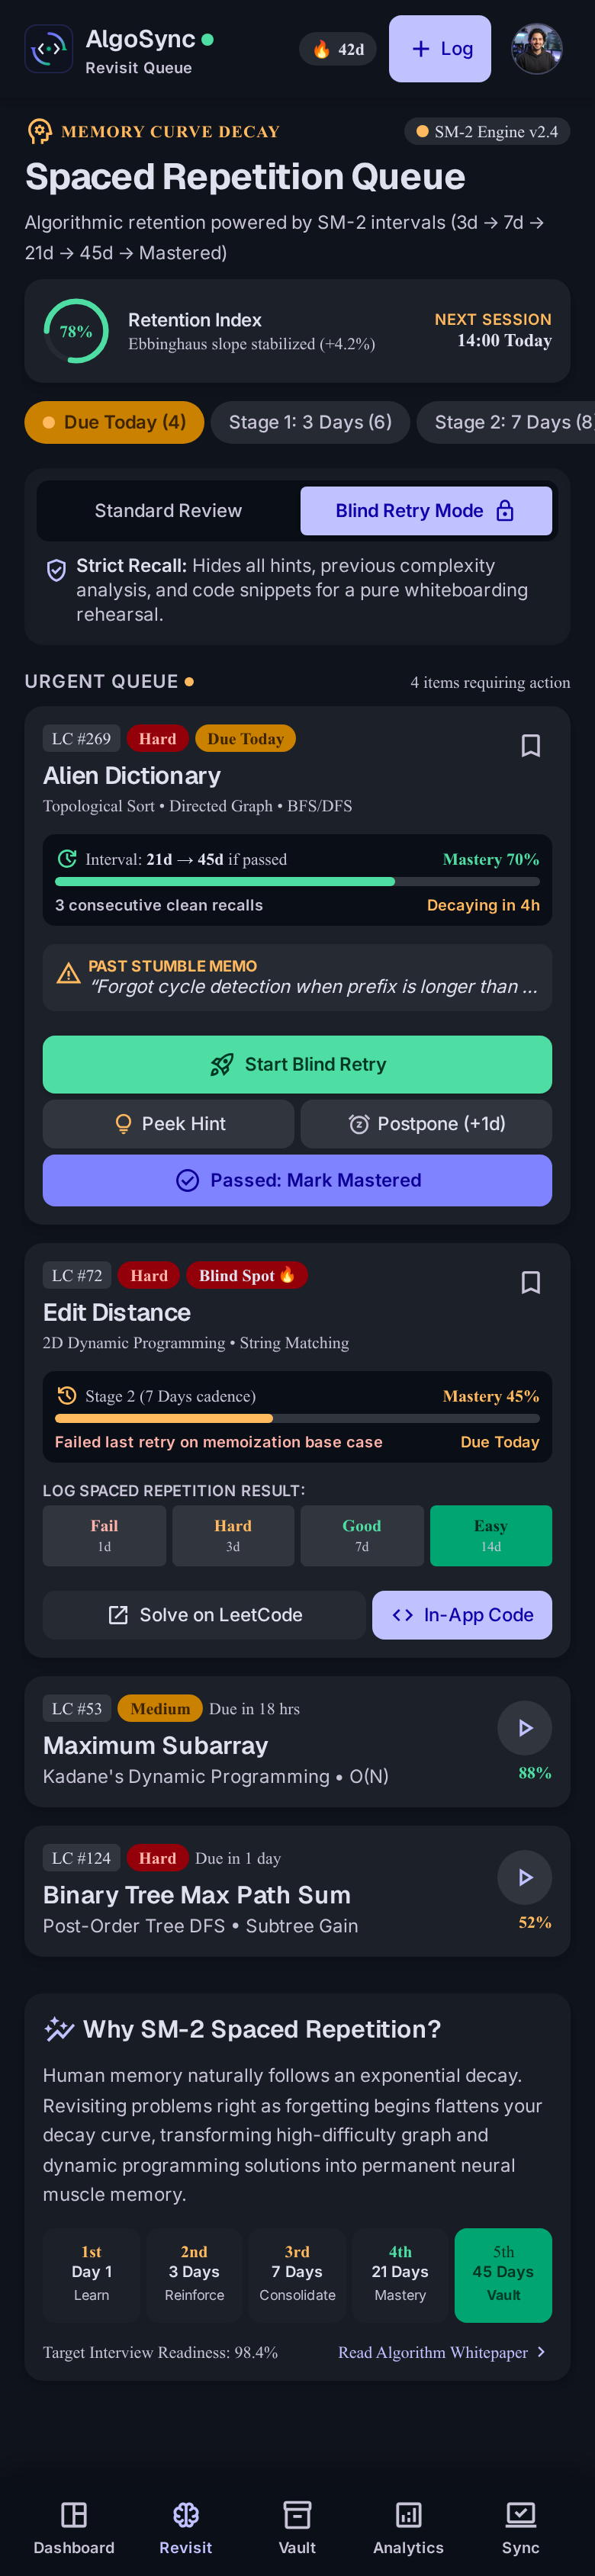 AlgoSync
Revisit Queue
🔥 42d
Log
MEMORY CURVE DECAY
SM-2 Engine v2.4
Spaced Repetition Queue
Algorithmic retention powered by SM-2 intervals (3d → 7d →
21d → 45d → Mastered)
78%
Retention Index
Ebbinghaus slope stabilized (+4.2%)
NEXT SESSION
14:00 Today
Due Today (4)
Stage 1: 3 Days (6)
Stage 2: 7 Days (8
Standard Review
Blind Retry Mode
Strict Recall: Hides all hints, previous complexity
analysis, and code snippets for a pure whiteboarding
rehearsal.
URGENT QUEUE
4 items requiring action
LC #269
Hard
Due Today
Alien Dictionary
Topological Sort • Directed Graph • BFS/DFS
Interval: 21d → 45d if passed
Mastery 70%
3 consecutive clean recalls
Decaying in 4h
PAST STUMBLE MEMO
“Forgot cycle detection when prefix is longer than ...
Start Blind Retry
Peek Hint
Postpone (+1d)
Passed: Mark Mastered
LC #72
Hard
Blind Spot 🔥
Edit Distance
2D Dynamic Programming • String Matching
Stage 2 (7 Days cadence)
Mastery 45%
Failed last retry on memoization base case
Due Today
LOG SPACED REPETITION RESULT:
Fail
1d
Hard
3d
Good
7d
Easy
14d
Solve on LeetCode
In-App Code
LC #53
Medium
Due in 18 hrs
Maximum Subarray
Kadane's Dynamic Programming • O(N)
88%
LC #124
Hard
Due in 1 day
Binary Tree Max Path Sum
Post-Order Tree DFS • Subtree Gain
52%
Why SM-2 Spaced Repetition?
Human memory naturally follows an exponential decay.
Revisiting problems right as forgetting begins flattens your
decay curve, transforming high-difficulty graph and
dynamic programming solutions into permanent neural
muscle memory.
1st
Day 1
Learn
2nd
3 Days
Reinforce
3rd
7 Days
Consolidate
4th
21 Days
Mastery
5th
45 Days
Vault
Target Interview Readiness: 98.4%
Read Algorithm Whitepaper
Dashboard
Revisit
Vault
Analytics
Sync